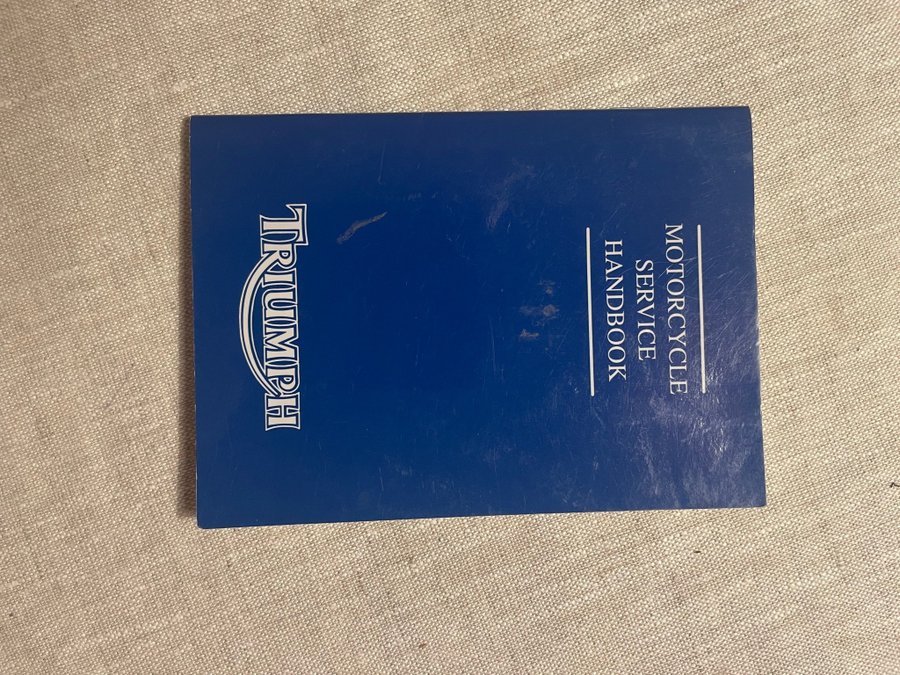 MOTORCYCLE
SERVICE
HANDBOOK
TRIUMPH